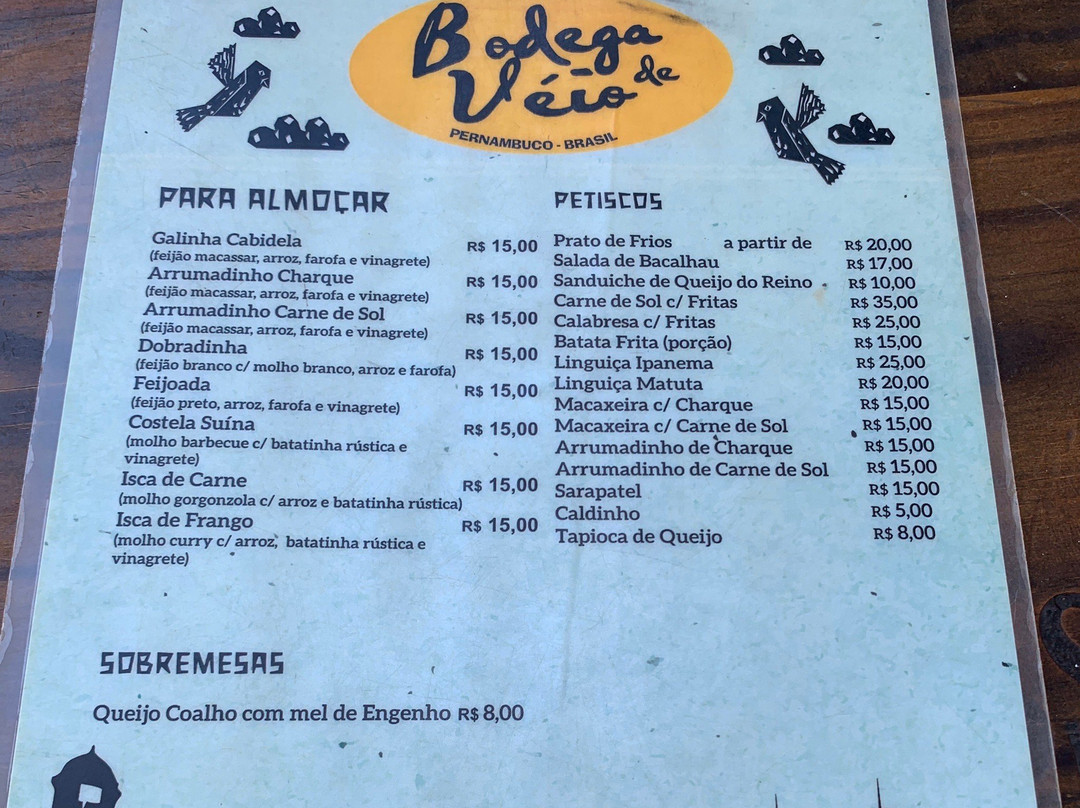 Bodega
de
Véio
PERNAMBUCO - BRASIL
PARA ALMOÇAR
Galinha Cabidela R$ 15,00
(feijão macassar, arroz, farofa e vinagrete)
Arrumadinho Charque R$ 15,00
(feijão macassar, arroz, farofa e vinagrete)
Arrumadinho Carne de Sol R$ 15,00
(feijão macassar, arroz, farofa e vinagrete)
Dobradinha R$ 15,00
(feijão branco c/ molho branco, arroz e farofa)
Feijoada R$ 15,00
(feijão preto, arroz, farofa e vinagrete)
Costela Suína R$ 15,00
(molho barbecue c/ batatinha rústica e
vinagrete)
Isca de Carne R$ 15,00
(molho gorgonzola c/ arroz e batatinha rústica)
Isca de Frango R$ 15,00
(molho curry c/ arroz, batatinha rústica e
vinagrete)
PETISCOS
Prato de Frios a partir de R$ 20,00
Salada de Bacalhau R$ 17,00
Sanduiche de Queijo do Reino R$ 10,00
Carne de Sol c/ Fritas R$ 35,00
Calabresa c/ Fritas R$ 25,00
Batata Frita (porção) R$ 15,00
Linguiça Ipanema R$ 25,00
Linguiça Matuta R$ 20,00
Macaxeira c/ Charque R$ 15,00
Macaxeira c/ Carne de Sol R$ 15,00
Arrumadinho de Charque R$ 15,00
Arrumadinho de Carne de Sol R$ 15,00
Sarapatel R$ 15,00
Caldinho R$ 5,00
Tapioca de Queijo R$ 8,00
SOBREMESAS
Queijo Coalho com mel de Engenho R$ 8,00